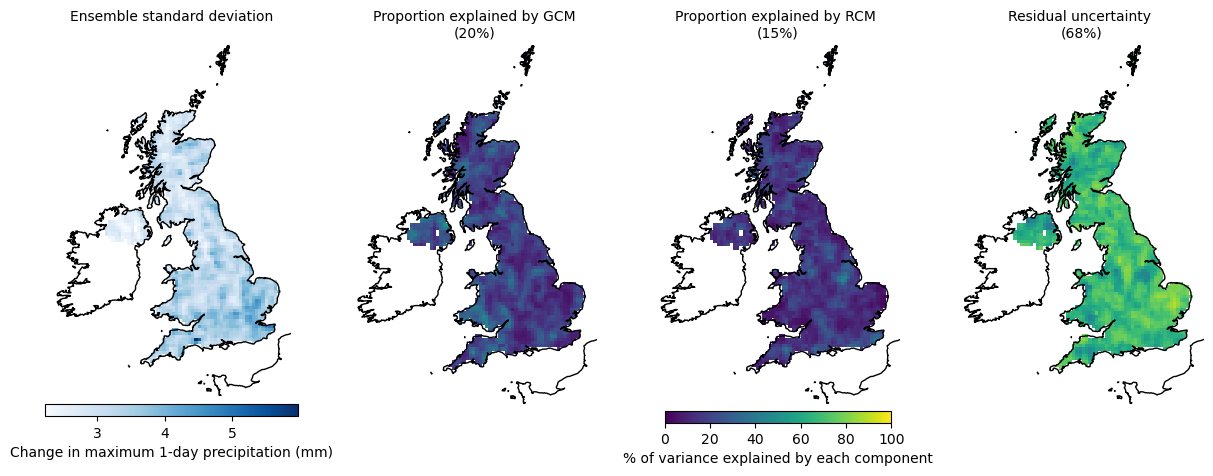 Ensemble standard deviation
Proportion explained by GCM
(20%)
Proportion explained by RCM
(15%)
Residual uncertainty
(68%)
3 4 5
Change in maximum 1-day precipitation (mm)
0 20 40 60 80 100
% of variance explained by each component